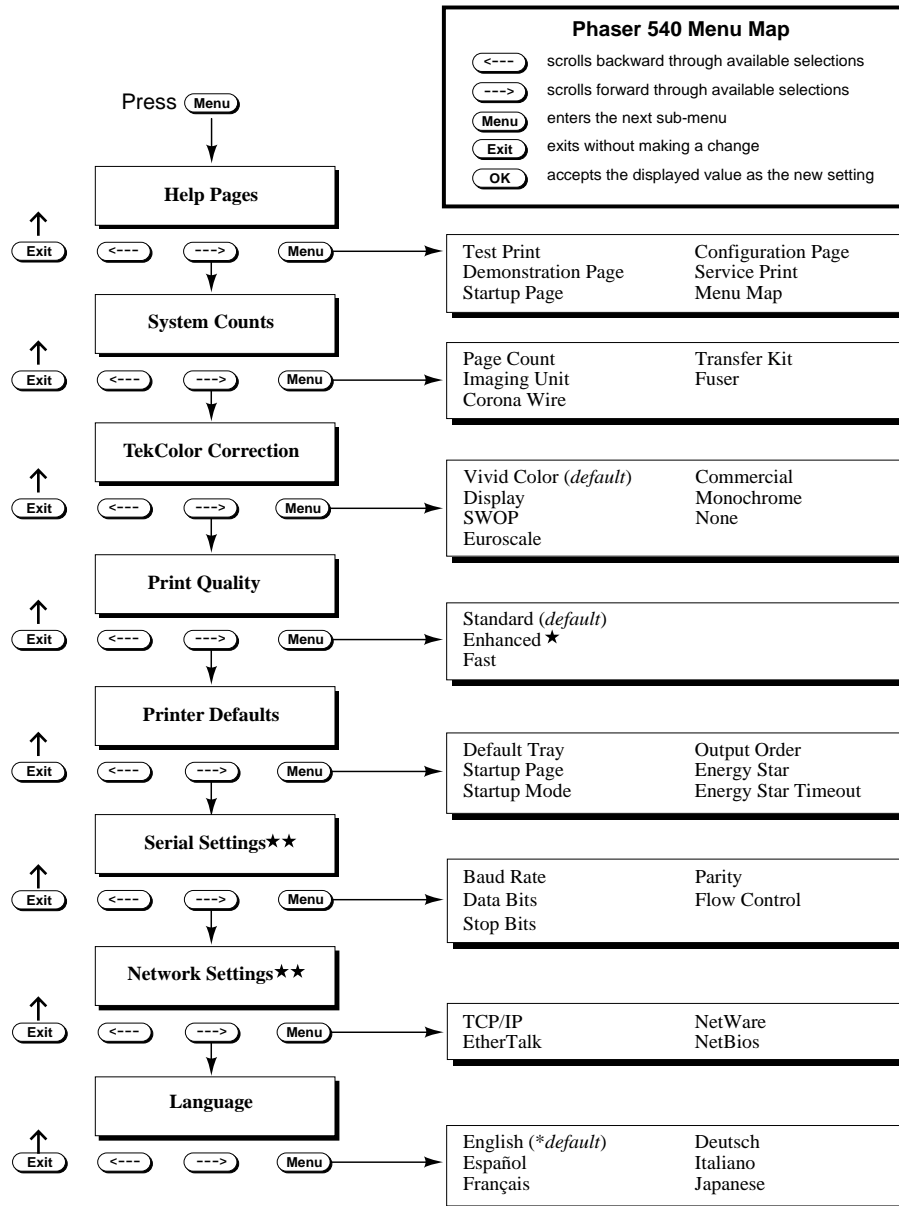 Phaser 540 Menu Map
<--- scrolls backward through available selections
---> scrolls forward through available selections
Menu enters the next sub-menu
Exit exits without making a change
OK accepts the displayed value as the new setting
Press Menu
Help Pages
Exit <--- ---> Menu
Test Print Configuration Page
Demonstration Page Service Print
Startup Page Menu Map
System Counts
Exit <--- ---> Menu
Page Count Transfer Kit
Imaging Unit Fuser
Corona Wire
TekColor Correction
Exit <--- ---> Menu
Vivid Color (default) Commercial
Display Monochrome
SWOP None
Euroscale
Print Quality
Exit <--- ---> Menu
Standard (default)
Enhanced ★
Fast
Printer Defaults
Exit <--- ---> Menu
Default Tray Output Order
Startup Page Energy Star
Startup Mode Energy Star Timeout
Serial Settings★★
Exit <--- ---> Menu
Baud Rate Parity
Data Bits Flow Control
Stop Bits
Network Settings★★
Exit <--- ---> Menu
TCP/IP NetWare
EtherTalk NetBios
Language
Exit <--- ---> Menu
English (*default) Deutsch
Español Italiano
Français Japanese